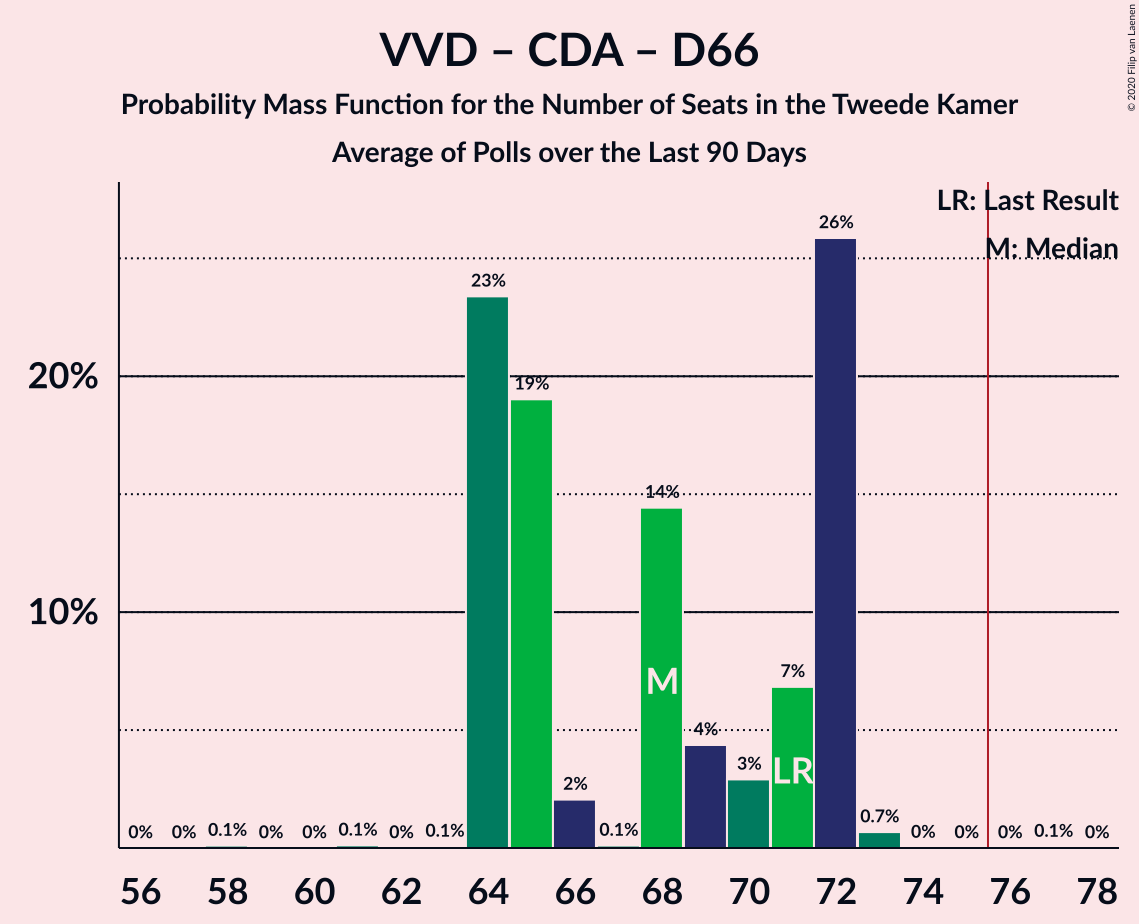 VVD – CDA – D66
Probability Mass Function for the Number of Seats in the Tweede Kamer
Average of Polls over the Last 90 Days
© 2020 Filip van Laenen
LR: Last Result
M: Median
26%
23%
20%
19%
14%
10%
M
7%
4%
3%
LR
2%
0.7%
0% 0% 0.1% 0% 0% 0.1% 0% 0.1% 0.1% 0% 0% 0% 0.1% 0%
56 58 60 62 64 66 68 70 72 74 76 78